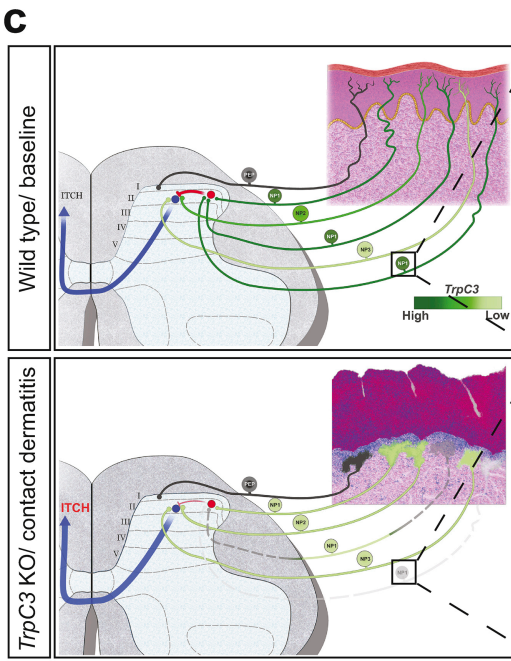 C
Wild type/ baseline
ITCH
I
II
III
IV
V
PEP
NP1
NP2
NP1
NP3
NP1
TrpC3
High
Low
TrpC3 KO/ contact dermatitis
ITCH
I
II
III
IV
V
PEP
NP1
NP2
NP1
NP3
NP1